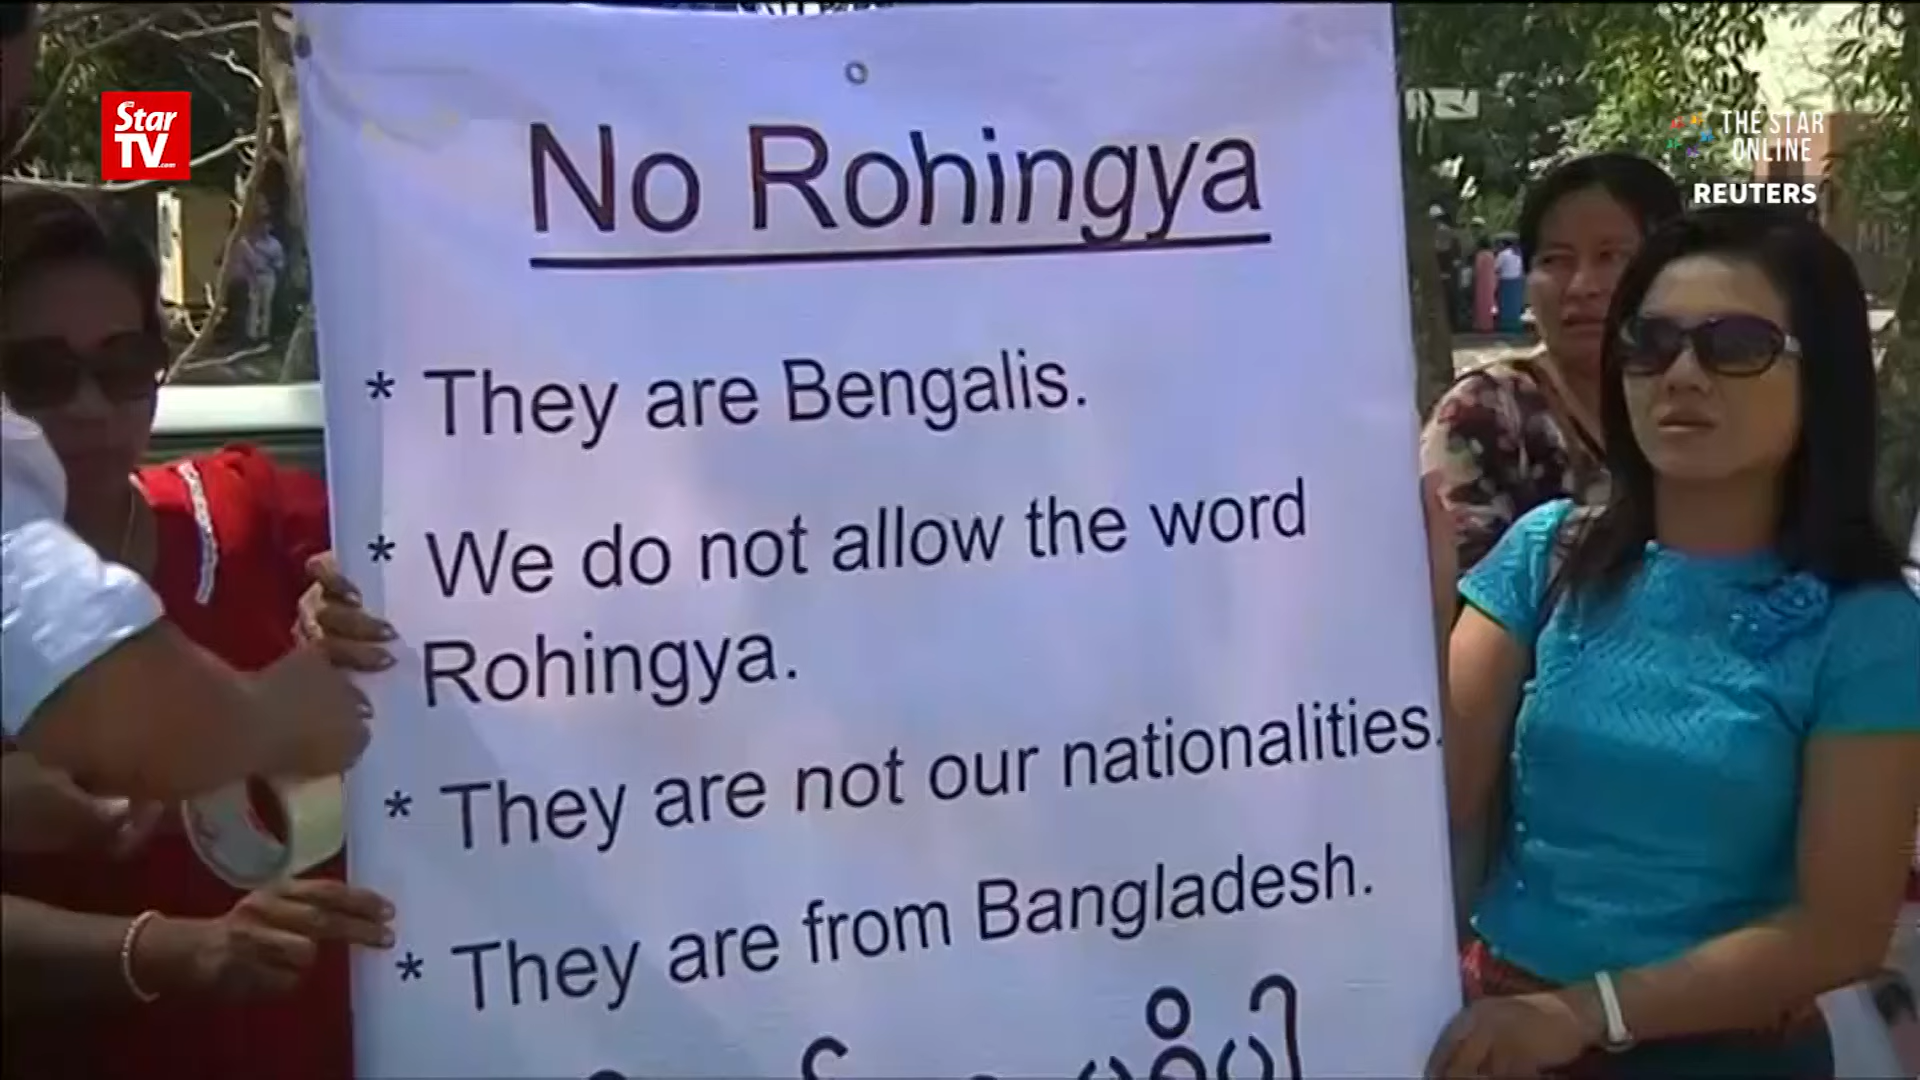 Star
TV.com
THE STAR
ONLINE
REUTERS
No Rohingya
* They are Bengalis.
* We do not allow the word
Rohingya.
* They are not our nationalities.
* They are from Bangladesh.